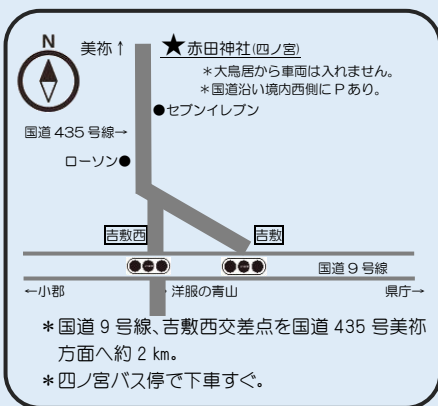 N
美祢↑
★赤田神社(四ノ宮)
＊大鳥居から車両は入れません。
＊国道沿い境内西側にPあり。
●セブンイレブン
国道435号線→
ローソン●
吉敷西
吉敷
国道9号線
←小郡
洋服の青山
県庁→
＊国道9号線、吉敷西交差点を国道435号美祢
方面へ約2km。
＊四ノ宮バス停で下車すぐ。